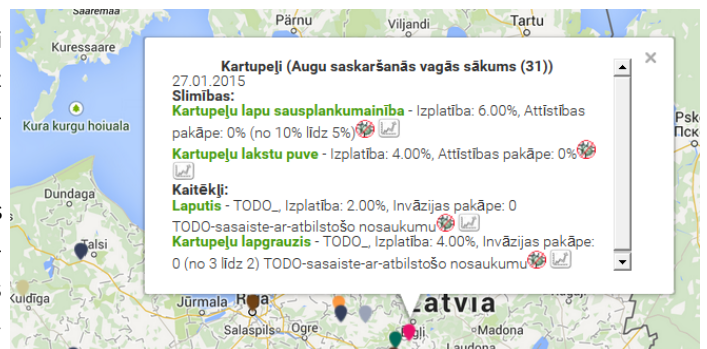 Saaremaa
Pärnu
Viljandi
Tartu
Kuressaare
Kura kurgu hoiuala
Dundaga
Talsi
Jūrmala
Salaspils
Ogre
Madona
Kartupeļi (Augu saskaršanās vagās sākums (31))
27.01.2015
Slimības:
Kartupeļu lapu sausplankumainība - Izplatība: 6.00%, Attīstības
pakāpe: 0% (no 10% līdz 5%)
Kartupeļu lakstu puve - Izplatība: 4.00%, Attīstības pakāpe: 0%
Kaitēkļi:
Laputis - TODO_, Izplatība: 2.00%, Invāzijas pakāpe: 0
TODO-sasaiste-ar-atbilstošo nosaukumu
Kartupeļu lapgrauzis - TODO_, Izplatība: 4.00%, Invāzijas pakāpe:
0 (no 3 līdz 2) TODO-sasaiste-ar-atbilstošo nosaukumu